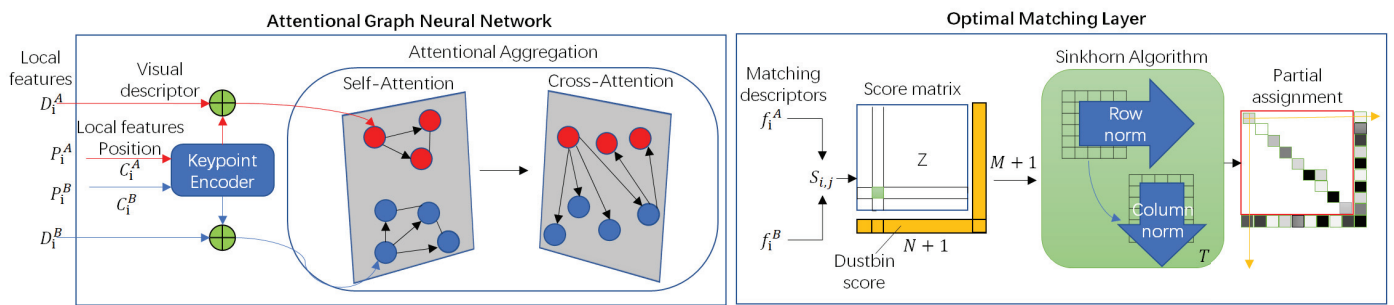 Attentional Graph Neural Network
Local
features
D_i^A
Visual
descriptor
Local features
Position
P_i^A
C_i^A
P_i^B
C_i^B
D_i^B
Keypoint
Encoder
Attentional Aggregation
Self-Attention
Cross-Attention
Optimal Matching Layer
Matching
descriptors
f_i^A
S_{i,j}
f_i^B
Score matrix
Z
M + 1
N + 1
Dustbin
score
Sinkhorn Algorithm
Row
norm
Column
norm
T
Partial
assignment